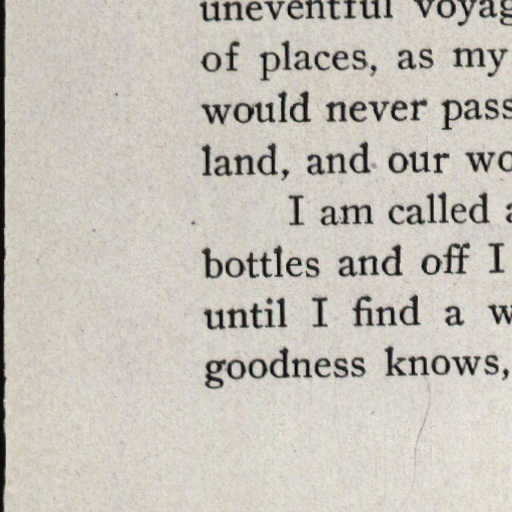 uneventful voyag
of places, as my
would never pass
land, and our wo
I am called a
bottles and off I
until I find a w
goodness knows,